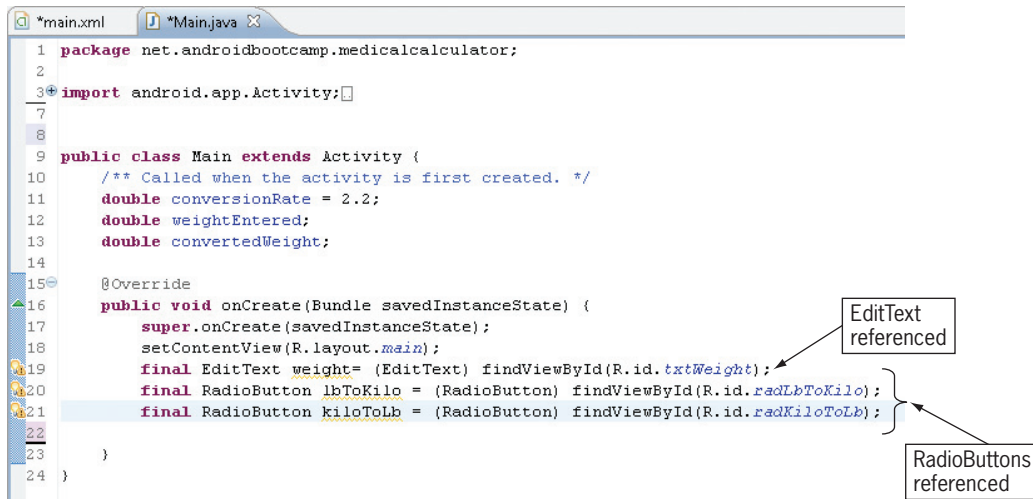 *main.xml
*Main.java
1 package net.androidbootcamp.medicalcalculator;
2
3 import android.app.Activity;
7
8
9 public class Main extends Activity {
10 /** Called when the activity is first created. */
11 double conversionRate = 2.2;
12 double weightEntered;
13 double convertedWeight;
14
15 @Override
16 public void onCreate(Bundle savedInstanceState) {
17 super.onCreate(savedInstanceState);
18 setContentView(R.layout.main);
19 final EditText weight= (EditText) findViewById(R.id.txtWeight);
20 final RadioButton lbToKilo = (RadioButton) findViewById(R.id.radLbToKilo);
21 final RadioButton kiloToLb = (RadioButton) findViewById(R.id.radKiloToLb);
22
23 }
24 }
EditText
referenced
RadioButtons
referenced